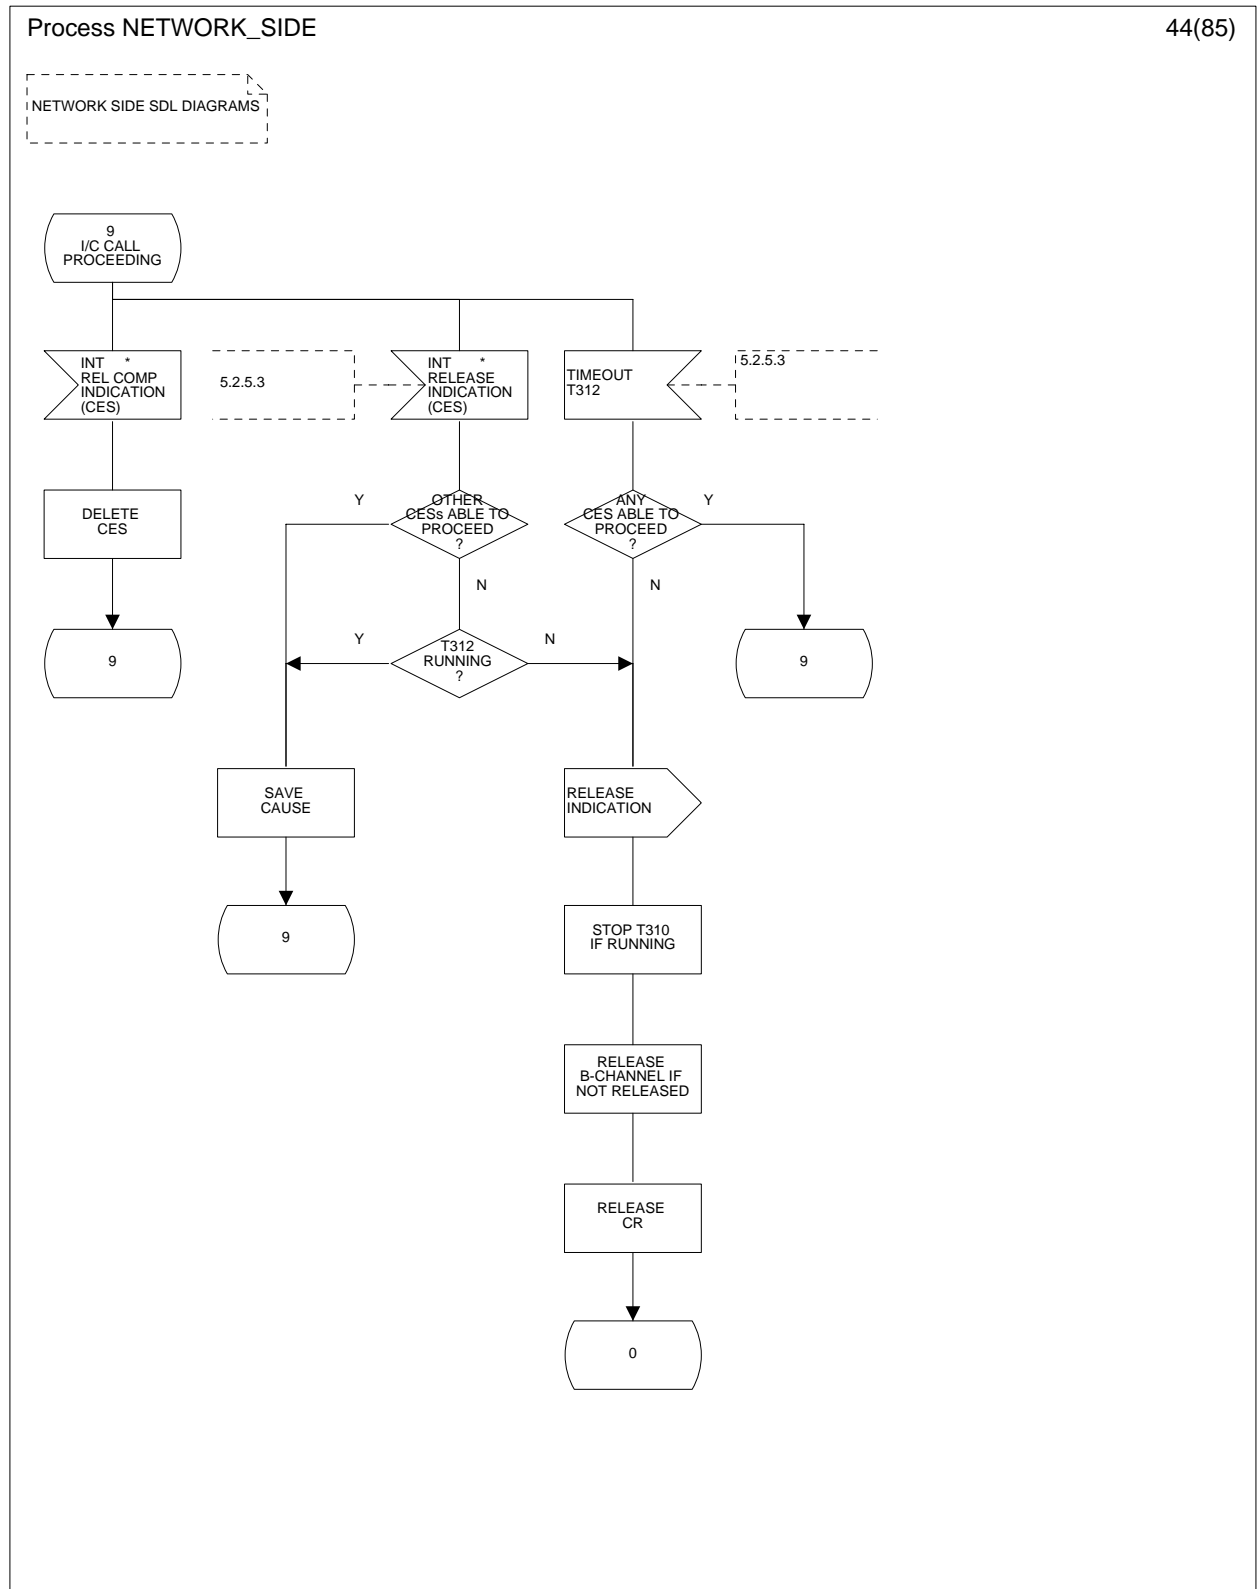 Process NETWORK_SIDE
44(85)
NETWORK SIDE SDL DIAGRAMS
9
I/C CALL
PROCEEDING
INT *
REL COMP
INDICATION
(CES)
5.2.5.3
INT *
RELEASE
INDICATION
(CES)
TIMEOUT
T312
5.2.5.3
DELETE
CES
Y
OTHER
CESs ABLE TO
PROCEED
?
ANY
CES ABLE TO
PROCEED
?
Y
N
N
9
Y
T312
RUNNING
?
N
9
SAVE
CAUSE
RELEASE
INDICATION
9
STOP T310
IF RUNNING
RELEASE
B-CHANNEL IF
NOT RELEASED
RELEASE
CR
0